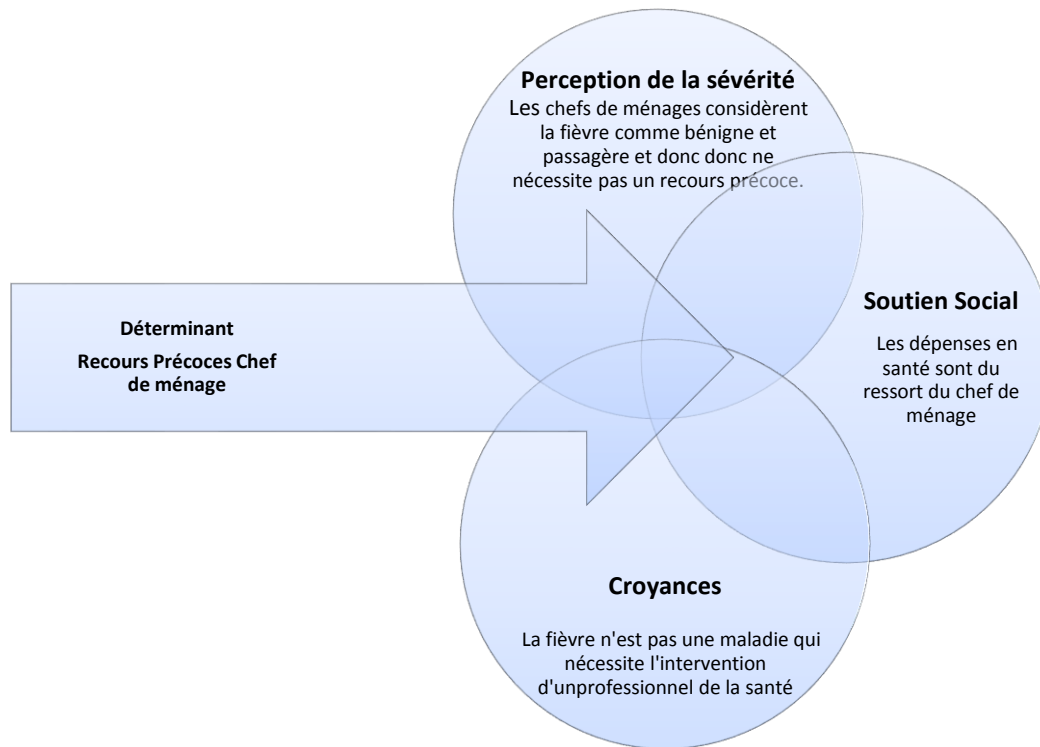 Perception de la sévérité
Les chefs de ménages considèrent
la fièvre comme bénigne et
passagère et donc donc ne
nécessite pas un recours précoce.
Soutien Social
Les dépenses en
santé sont du
ressort du chef de
ménage
Déterminant
Recours Précoces Chef
de ménage
Croyances
La fièvre n'est pas une maladie qui
nécessite l'intervention
d'unprofessionnel de la santé